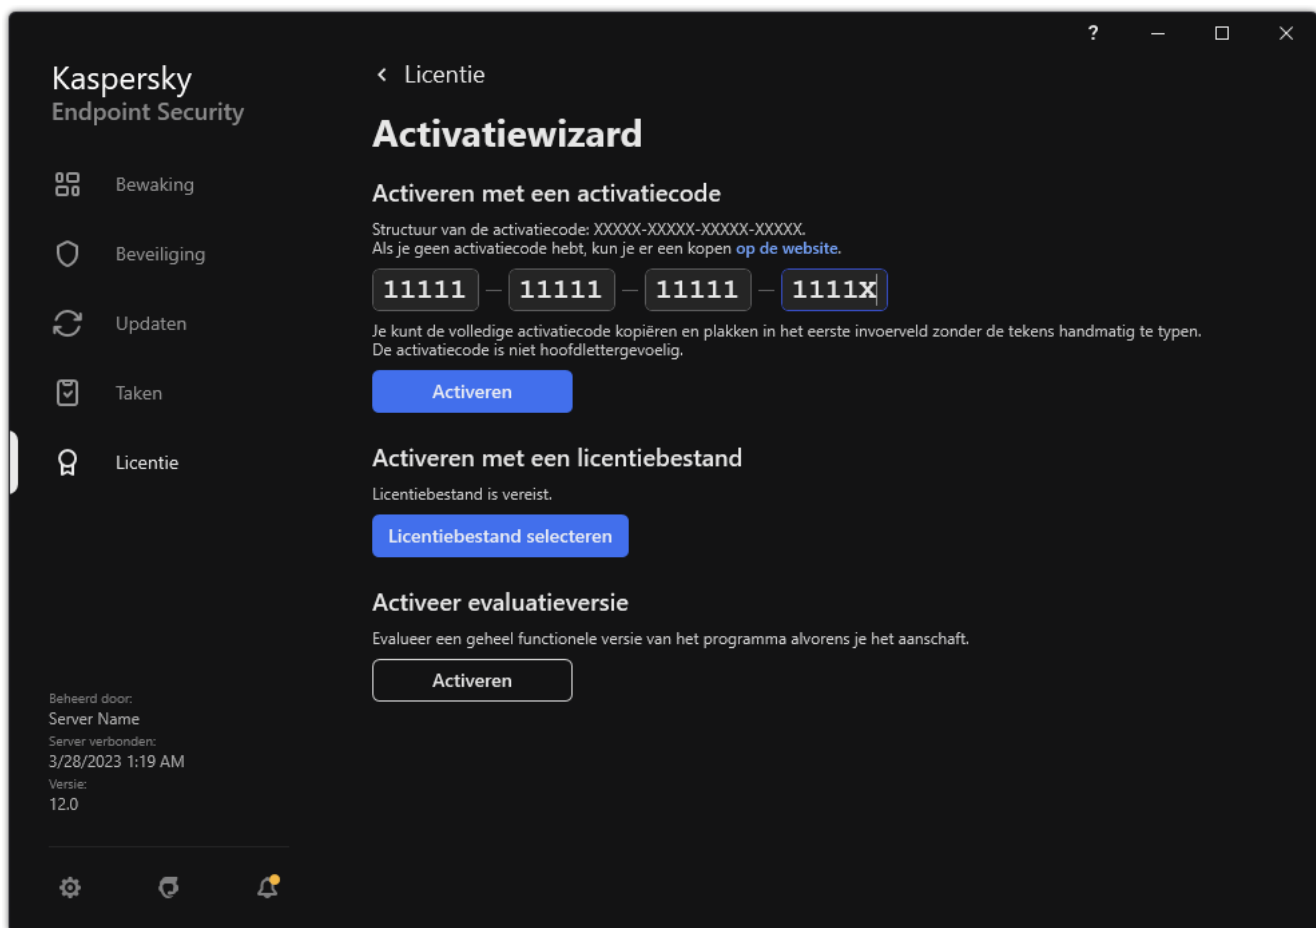 ?
Kaspersky
Endpoint Security
Bewaking
Beveiliging
Updaten
Taken
Licentie
Beheerd door:
Server Name
Server verbonden:
3/28/2023 1:19 AM
Versie:
12.0
Licentie
Activatiewizard
Activeren met een activatiecode
Structuur van de activatiecode: XXXXX-XXXXX-XXXXX-XXXXX.
Als je geen activatiecode hebt, kun je er een kopen op de website.
11111 — 11111 — 11111 — 1111X
Je kunt de volledige activatiecode kopiëren en plakken in het eerste invoerveld zonder de tekens handmatig te typen.
De activatiecode is niet hoofdlettergevoelig.
Activeren
Activeren met een licentiebestand
Licentiebestand is vereist.
Licentiebestand selecteren
Activeer evaluatieversie
Evalueer een geheel functionele versie van het programma alvorens je het aanschaft.
Activeren